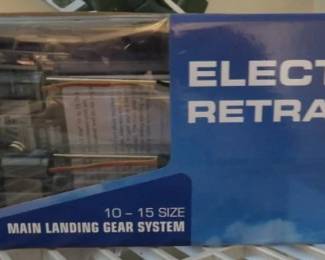 ELECT
RETRA
10 - 15 SIZE
MAIN LANDING GEAR SYSTEM